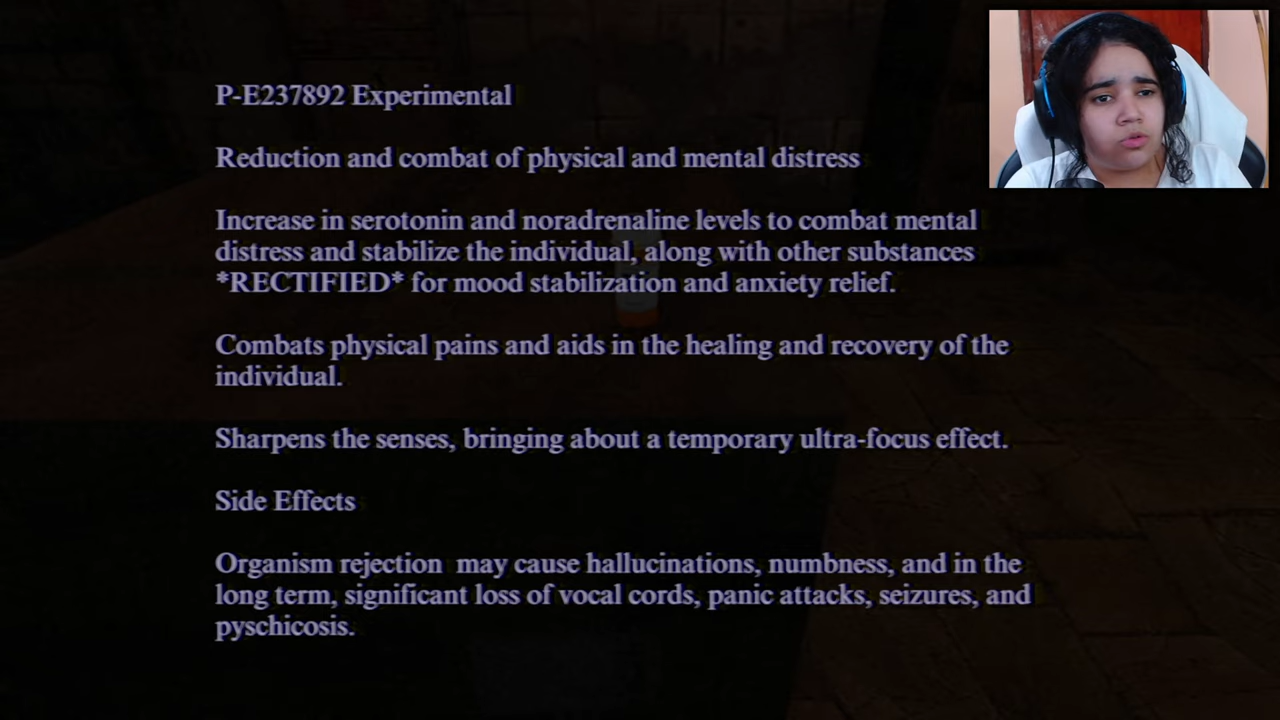 P-E237892 Experimental
Reduction and combat of physical and mental distress
Increase in serotonin and noradrenaline levels to combat mental
distress and stabilize the individual, along with other substances
*RECTIFIED* for mood stabilization and anxiety relief.
Combats physical pains and aids in the healing and recovery of the
individual.
Sharpens the senses, bringing about a temporary ultra-focus effect.
Side Effects
Organism rejection  may cause hallucinations, numbness, and in the
long term, significant loss of vocal cords, panic attacks, seizures, and
pyschicosis.